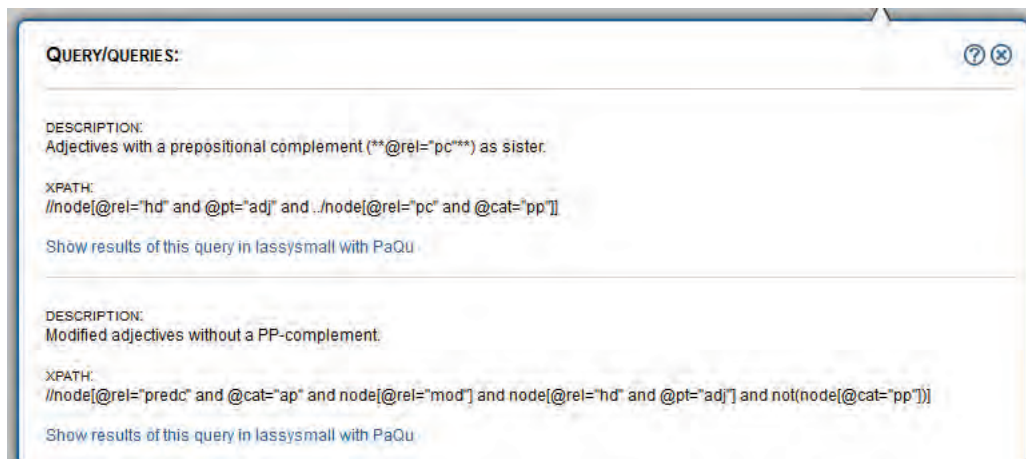 QUERY/QUERIES:
DESCRIPTION:
Adjectives with a prepositional complement (**@rel="pc"**) as sister.
XPATH:
//node[@rel="hd" and @pt="adj" and ../node[@rel="pc" and @cat="pp"]]
Show results of this query in lassysmall with PaQu
DESCRIPTION:
Modified adjectives without a PP-complement.
XPATH:
//node[@rel="predc" and @cat="ap" and node[@rel="mod"] and node[@rel="hd" and @pt="adj"] and not(node[@cat="pp"])]
Show results of this query in lassysmall with PaQu